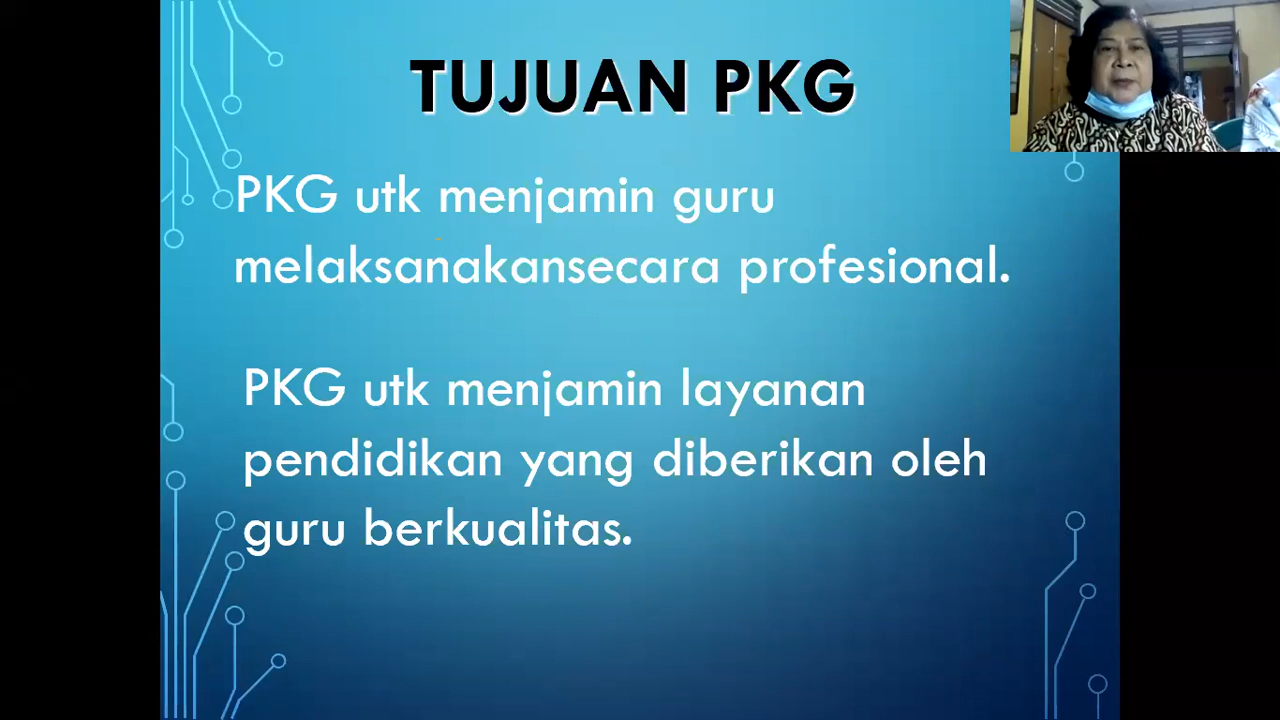 TUJUAN PKG
PKG utk menjamin guru
melaksanakansecara profesional.
PKG utk menjamin layanan
pendidikan yang diberikan oleh
guru berkualitas.